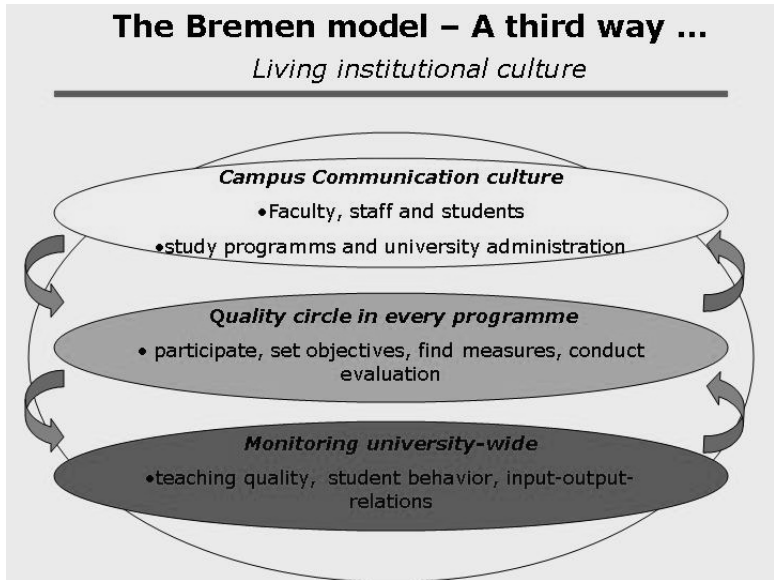 The Bremen model – A third way ...
Living institutional culture
Campus Communication culture
•Faculty, staff and students
•study programms and university administration
Quality circle in every programme
• participate, set objectives, find measures, conduct
evaluation
Monitoring university-wide
•teaching quality, student behavior, input-output-
relations